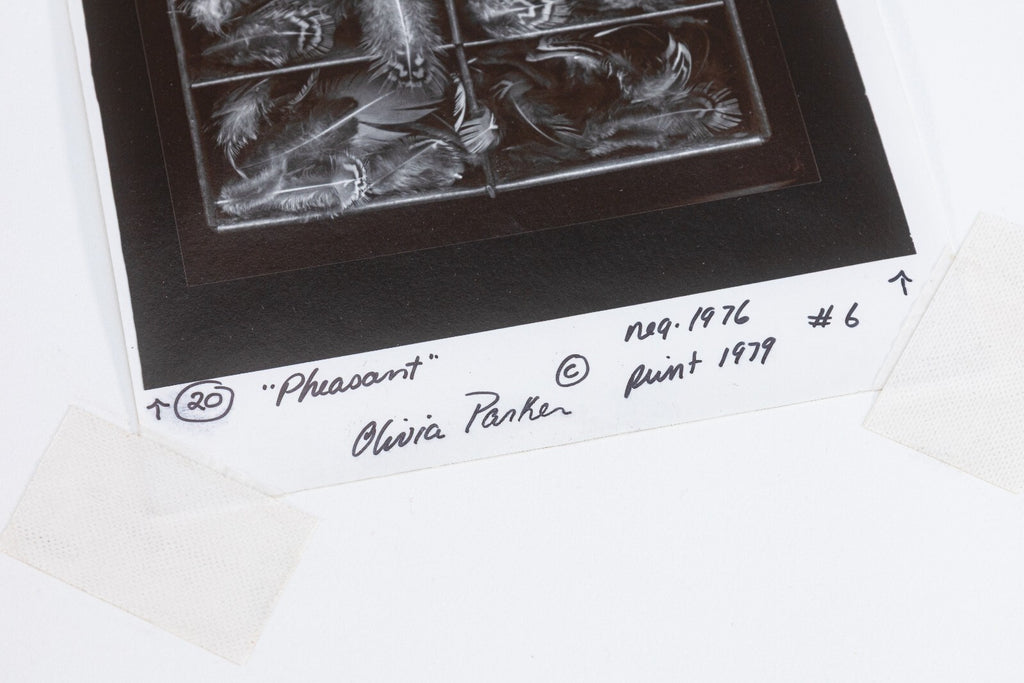 ↑ 20 "Pheasant" © neg. 1976 # 6 ↑
Olivia Parker print 1979